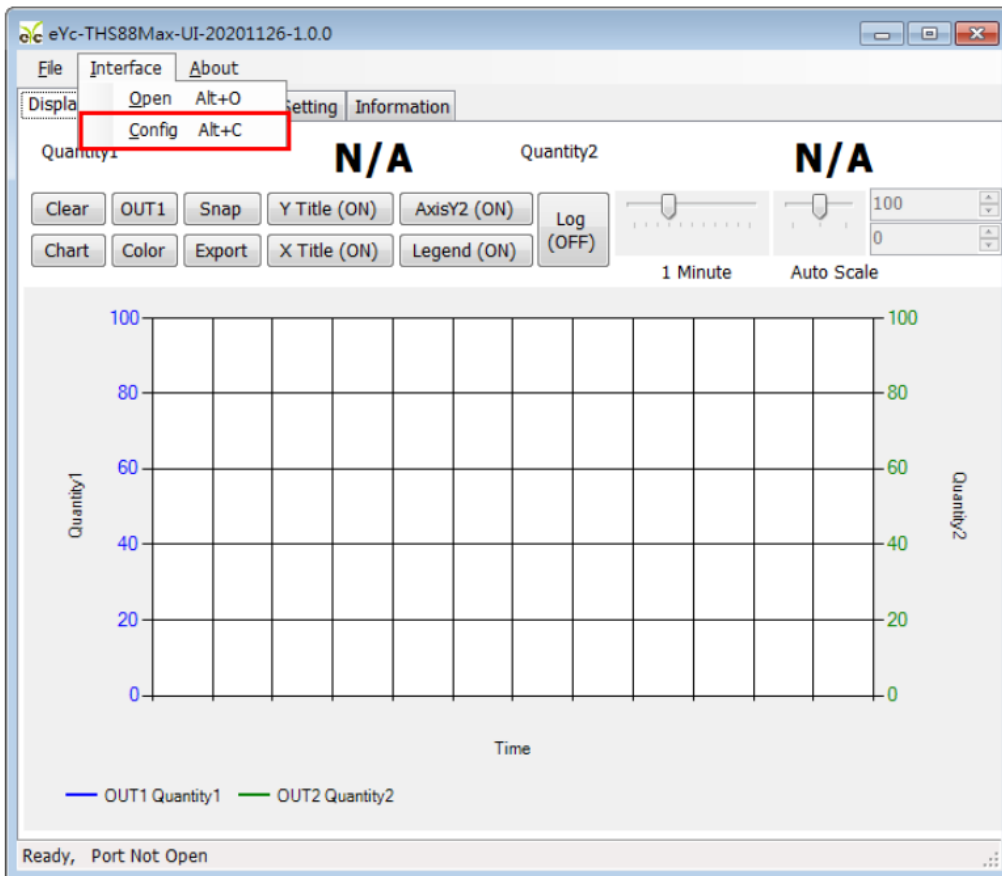 eYc eYc-THS88Max-UI-20201126-1.0.0
File Interface About
Open Alt+O
Config Alt+C
Displa Setting Information
Quantity1 N/A Quantity2 N/A
Clear OUT1 Snap Y Title (ON) AxisY2 (ON) Log (OFF) 100
Chart Color Export X Title (ON) Legend (ON) 0
1 Minute Auto Scale
100 100
80 80
60 60
Quantity1 Quantity2
40 40
20 20
0 0
Time
OUT1 Quantity1 OUT2 Quantity2
Ready, Port Not Open